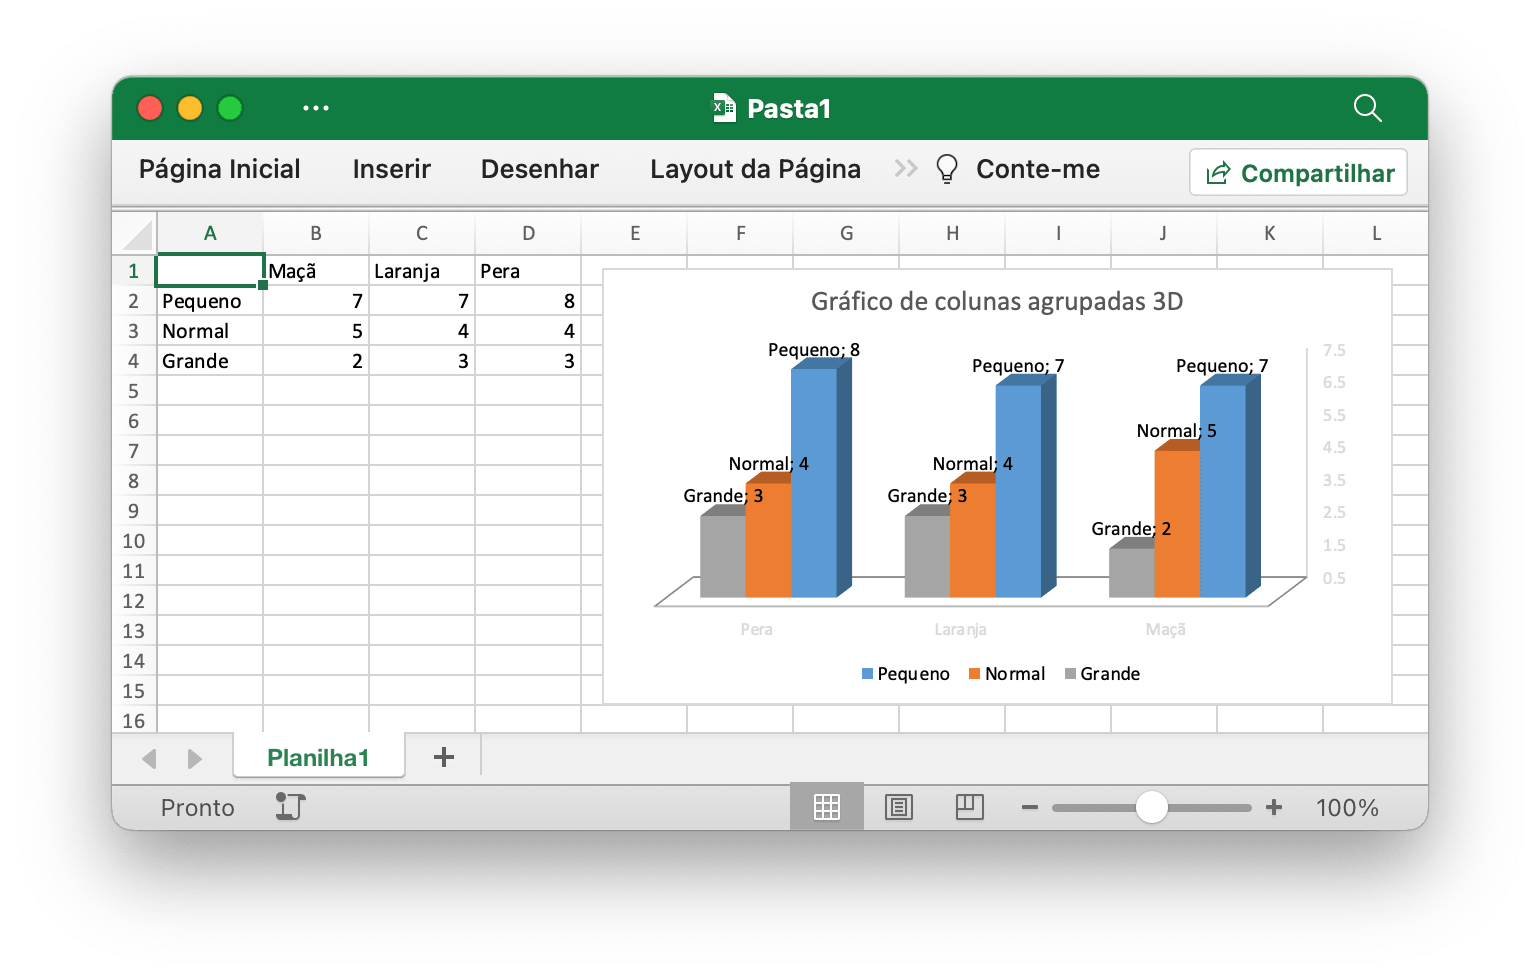 Pasta1
Página Inicial Inserir Desenhar Layout da Página Conte-me Compartilhar
A B C D E F G H I J K L
1 Maçã Laranja Pera
2 Pequeno 7 7 8
3 Normal 5 4 4
4 Grande 2 3 3
5
6
7
8
9
10
11
12
13
14
15
16
Gráfico de colunas agrupadas 3D
Pequeno; 8
Pequeno; 7
Pequeno; 7
Normal; 4
Normal; 4
Normal; 5
Grande; 3
Grande; 3
Grande; 2
7.5
6.5
5.5
4.5
3.5
2.5
1.5
0.5
Pera Laranja Maçã
Pequeno Normal Grande
Planilha1
Pronto 100%